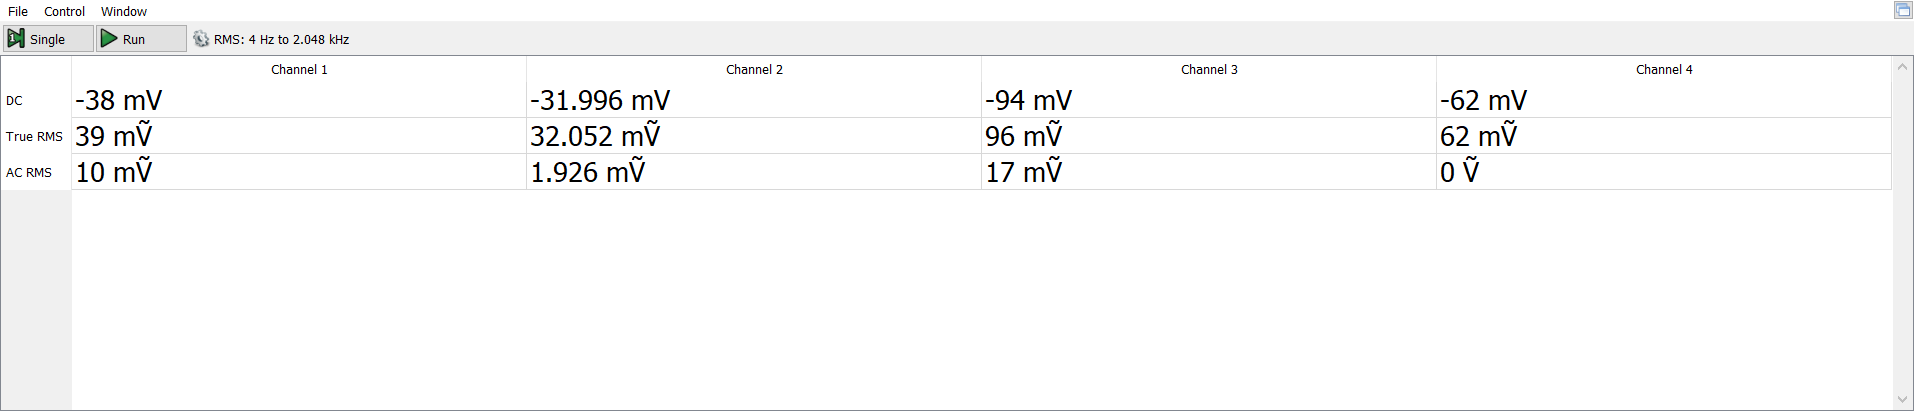 File Control Window
Single Run RMS: 4 Hz to 2.048 kHz
Channel 1 Channel 2 Channel 3 Channel 4
DC -38 mV -31.996 mV -94 mV -62 mV
True RMS 39 mṼ 32.052 mṼ 96 mṼ 62 mṼ
AC RMS 10 mṼ 1.926 mṼ 17 mṼ 0 Ṽ